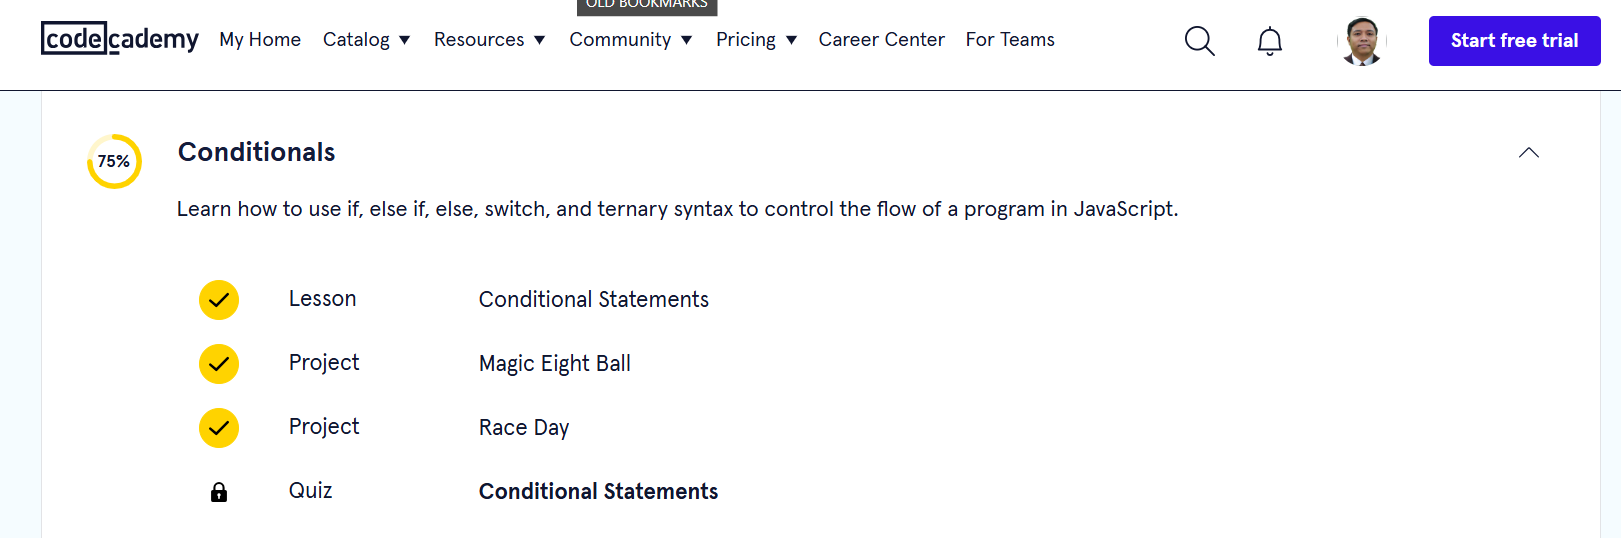 OLD BOOKMARKS
codecademy My Home Catalog Resources Community Pricing Career Center For Teams Start free trial
75% Conditionals
Learn how to use if, else if, else, switch, and ternary syntax to control the flow of a program in JavaScript.
Lesson Conditional Statements
Project Magic Eight Ball
Project Race Day
Quiz Conditional Statements